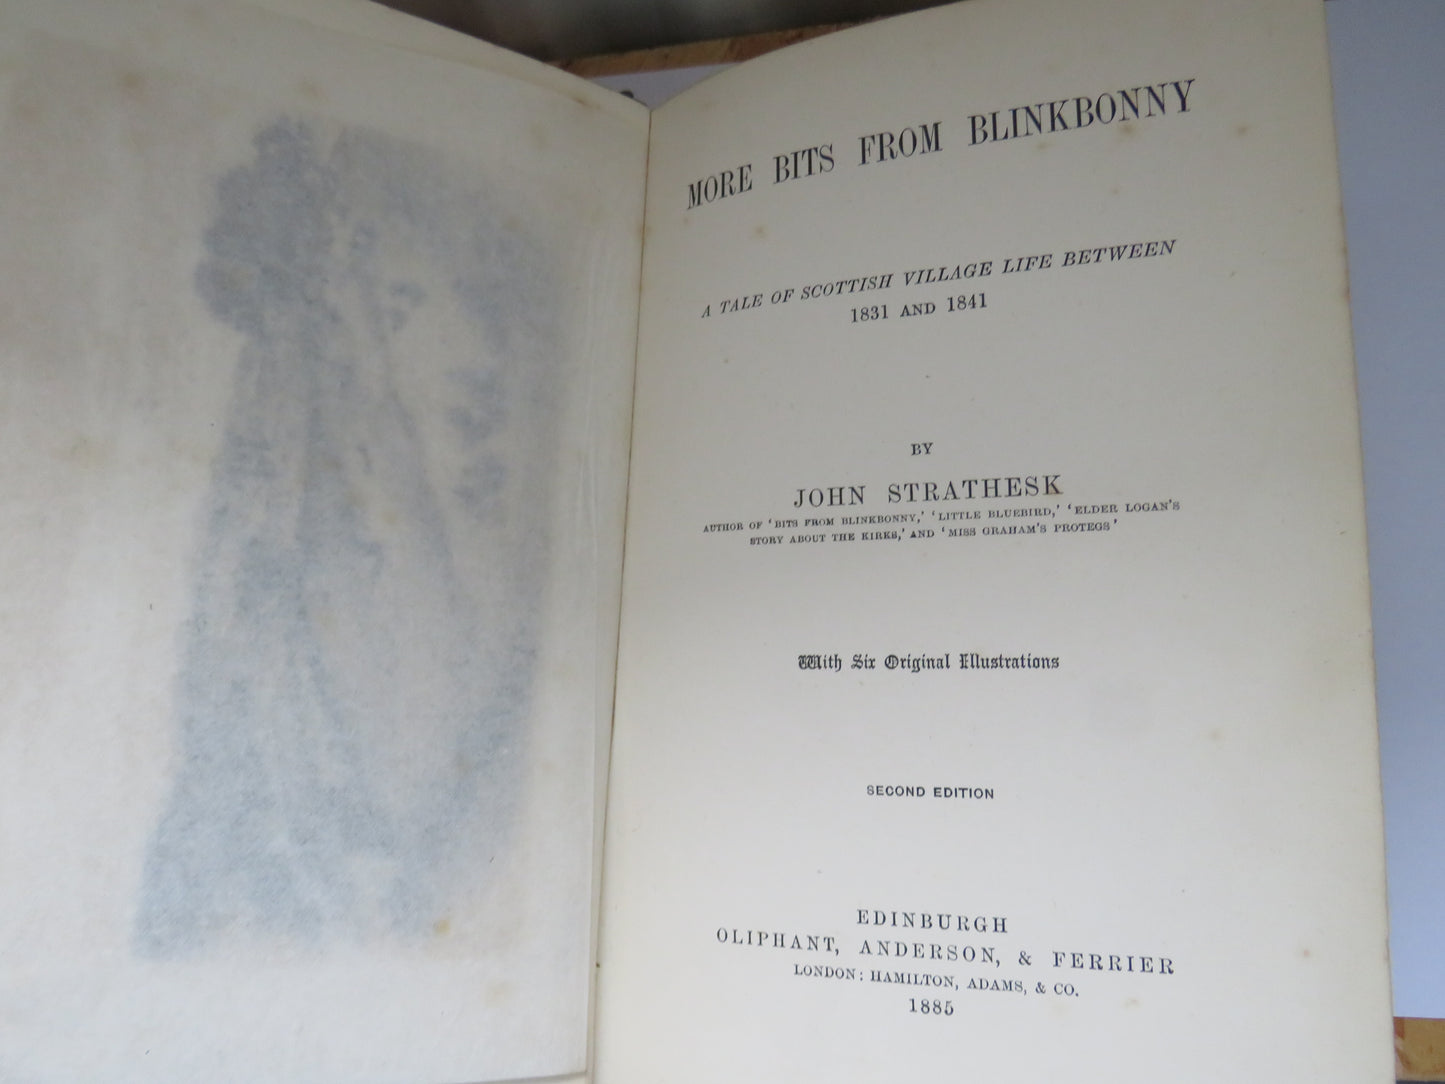 MORE BITS FROM BLINKBONNY
A TALE OF SCOTTISH VILLAGE LIFE BETWEEN
1831 AND 1841
BY
JOHN STRATHESK
AUTHOR OF 'BITS FROM BLINKBONNY,' 'LITTLE BLUEBIRD,' 'ELDER LOGAN'S
STORY ABOUT THE KIRKS,' AND 'MISS GRAHAM'S PROTEGS'
With Six Original Illustrations
SECOND EDITION
EDINBURGH
OLIPHANT, ANDERSON, & FERRIER
LONDON: HAMILTON, ADAMS, & CO.
1885